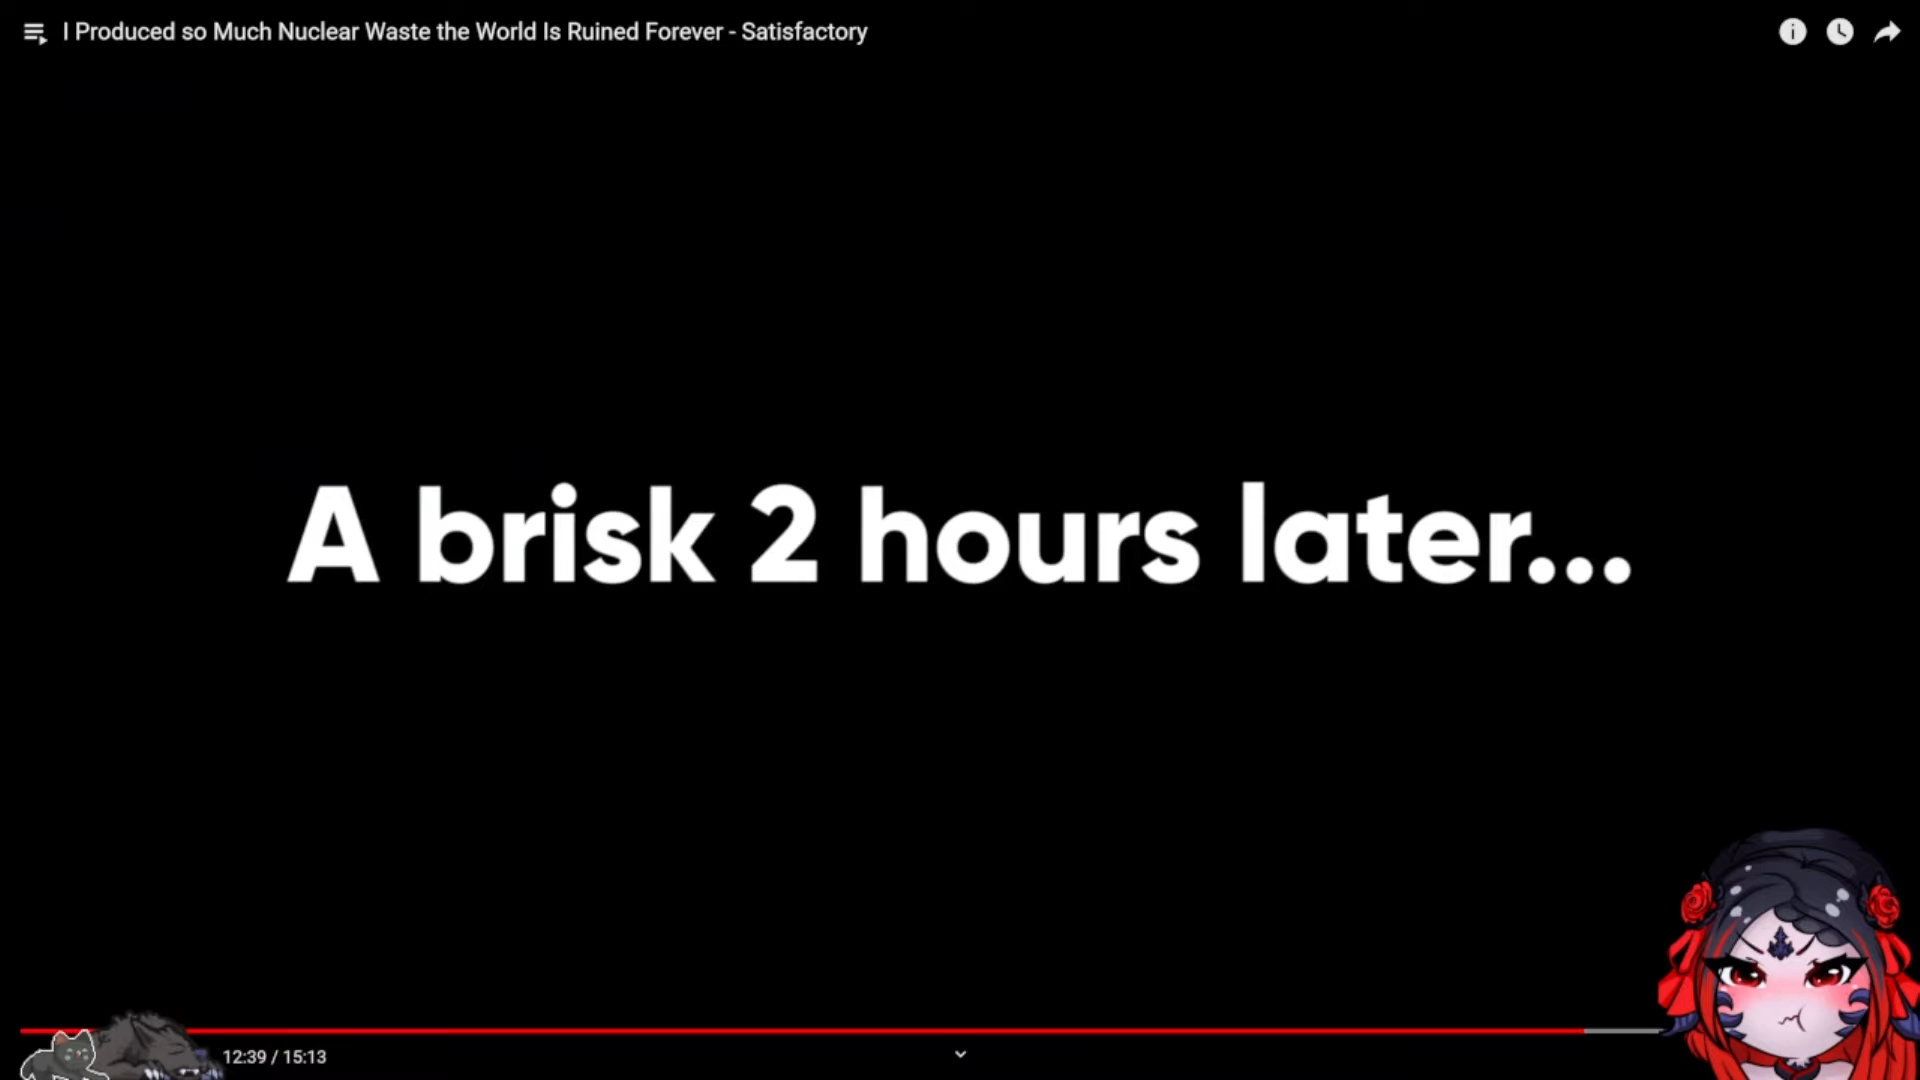 I Produced so Much Nuclear Waste the World Is Ruined Forever - Satisfactory
A brisk 2 hours later...
12:39 / 15:13